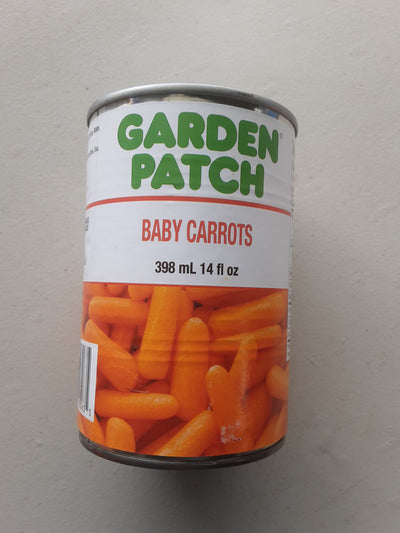 GARDEN
PATCH®
BABY CARROTS
398 mL 14 fl oz